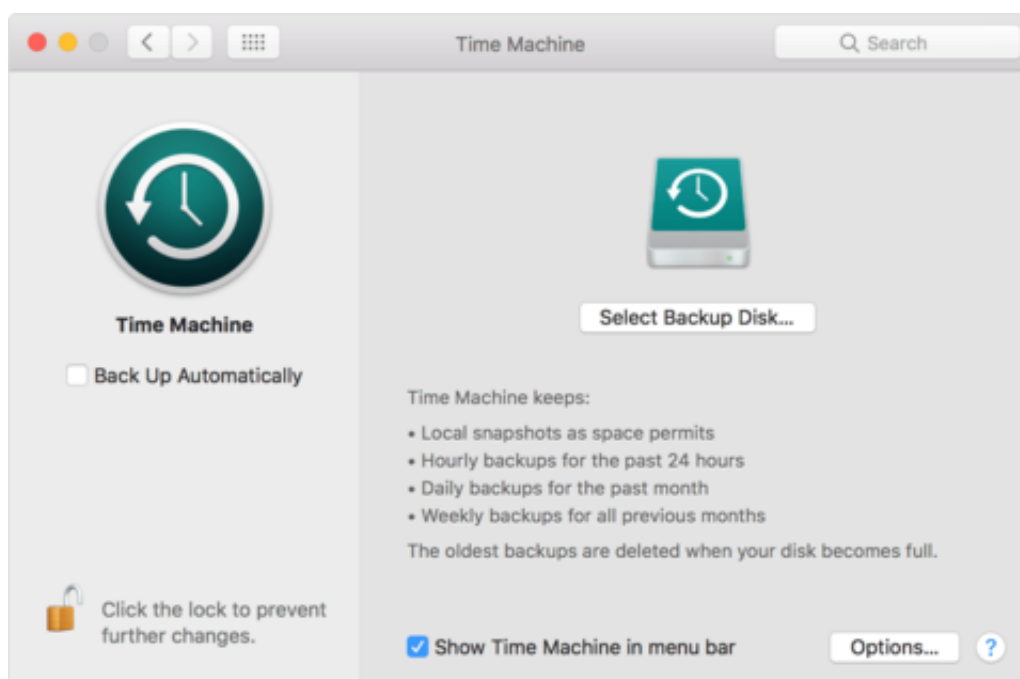 Time Machine
Search
Time Machine
Back Up Automatically
Click the lock to prevent
further changes.
Select Backup Disk...
Time Machine keeps:
• Local snapshots as space permits
• Hourly backups for the past 24 hours
• Daily backups for the past month
• Weekly backups for all previous months
The oldest backups are deleted when your disk becomes full.
Show Time Machine in menu bar
Options...
?